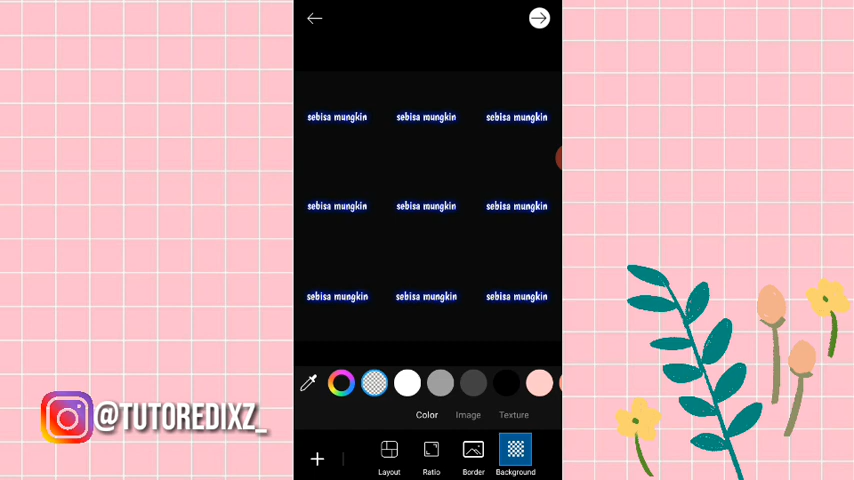 sebisa mungkin sebisa mungkin sebisa mungkin
sebisa mungkin sebisa mungkin sebisa mungkin
sebisa mungkin sebisa mungkin sebisa mungkin
Color Image Texture
@TUTOREDIXZ_
Layout Ratio Border Background